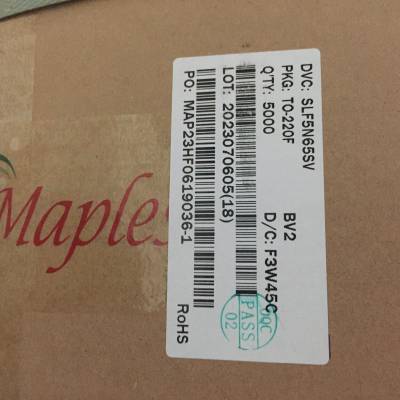 DVC: SLF5N65SV
PKG: TO-220F BV2
Q'TY: 5000 D/C: F3W45C
LOT: 2023070605(18)
PO: MAP23HF0619036-1 RoHS
QC
PASS
02
Maples